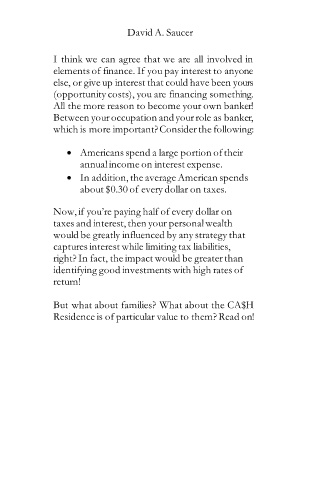 David A. Saucer
I think we can agree that we are all involved in
elements of finance. If you pay interest to anyone
else, or give up interest that could have been yours
(opportunity costs), you are financing something.
All the more reason to become your own banker!
Between your occupation and your role as banker,
which is more important? Consider the following:
• Americans spend a large portion of their
annual income on interest expense.
• In addition, the average American spends
about $0.30 of every dollar on taxes.
Now, if you’re paying half of every dollar on
taxes and interest, then your personal wealth
would be greatly influenced by any strategy that
captures interest while limiting tax liabilities,
right? In fact, the impact would be greater than
identifying good investments with high rates of
return!
But what about families? What about the CA$H
Residence is of particular value to them? Read on!